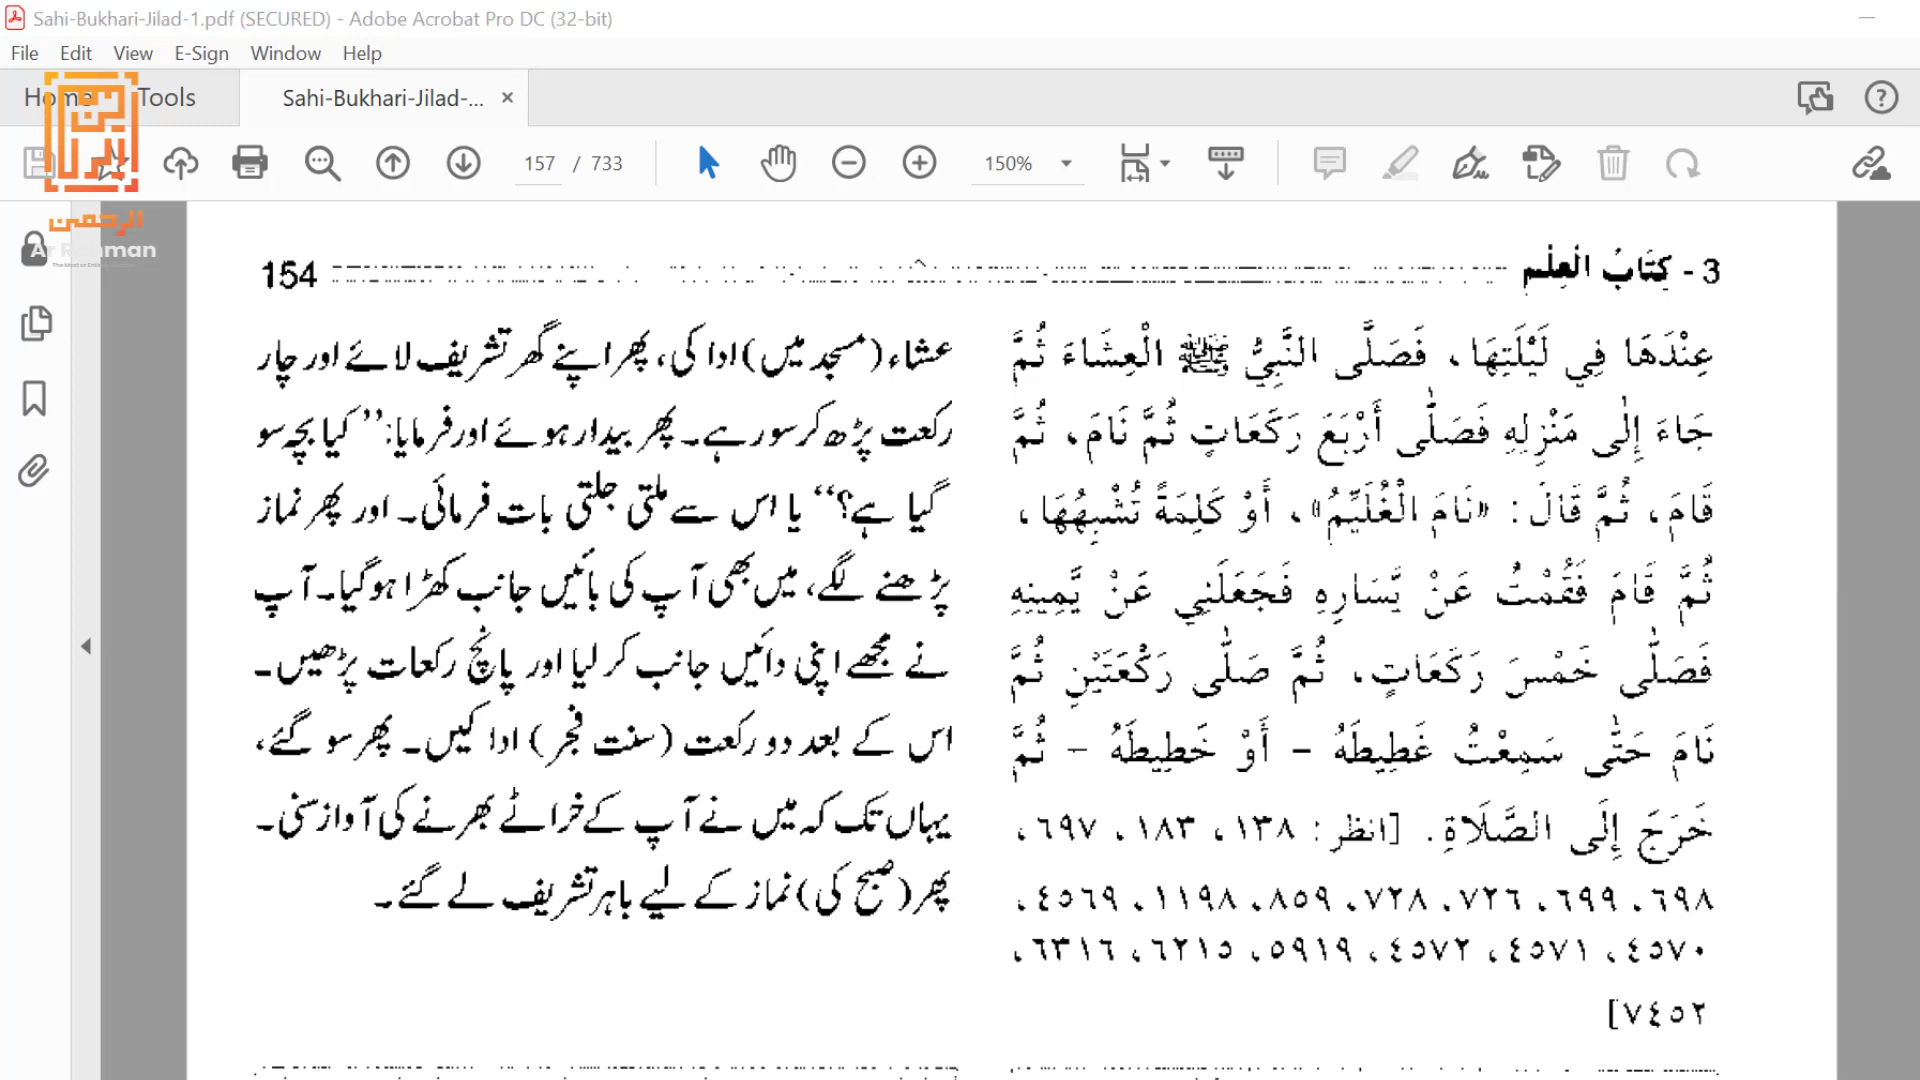 Sahi-Bukhari-Jilad-1.pdf (SECURED) - Adobe Acrobat Pro DC (32-bit)
File Edit View E-Sign Window Help
Home Tools Sahi-Bukhari-Jilad-...
157 / 733 150%
الرحمن
Ar Rahman
3 - كِتَابُ الْعِلْمِ 154
عِنْدَهَا فِي لَيْلَتِهَا، فَصَلَّى النَّبِيُّ ﷺ الْعِشَاءَ ثُمَّ
جَاءَ إِلٰى مَنْزِلِهِ فَصَلّٰى أَرْبَعَ رَكَعَاتٍ ثُمَّ نَامَ، ثُمَّ
قَامَ، ثُمَّ قَالَ: «نَامَ الْغُلَيِّمُ»، أَوْ كَلِمَةً تُشْبِهُهَا،
ثُمَّ قَامَ فَقُمْتُ عَنْ يَّسَارِهِ فَجَعَلَنِي عَنْ يَّمِينِهِ
فَصَلّٰى خَمْسَ رَكَعَاتٍ، ثُمَّ صَلّٰى رَكْعَتَيْنِ ثُمَّ
نَامَ حَتّٰى سَمِعْتُ غَطِيطَهُ - أَوْ خَطِيطَهُ - ثُمَّ
خَرَجَ إِلَى الصَّلَاةِ. [انظر: ١٣٨، ١٨٣، ٦٩٧،
٦٩٨، ٦٩٩، ٧٢٦، ٧٢٨، ٨٥٩، ١١٩٨، ٤٥٦٩،
٤٥٧٠، ٤٥٧١، ٤٥٧٢، ٥٩١٩، ٦٢١٥، ٦٣١٦،
٧٤٥٢]
عشاء (مسجد میں) ادا کی، پھر اپنے گھر تشریف لائے اور چار
رکعت پڑھ کر سو رہے۔ پھر بیدار ہوئے اور فرمایا: ’’کیا بچہ سو
گیا ہے؟‘‘ یا اس سے ملتی جلتی بات فرمائی۔ اور پھر نماز
پڑھنے لگے، میں بھی آپ کی بائیں جانب کھڑا ہوگیا۔ آپ
نے مجھے اپنی دائیں جانب کر لیا اور پانچ رکعات پڑھیں۔
اس کے بعد دو رکعت (سنت فجر) ادا کیں۔ پھر سو گئے،
یہاں تک کہ میں نے آپ کے خراٹے بھرنے کی آواز سنی۔
پھر (صبح کی) نماز کے لیے باہر تشریف لے گئے۔